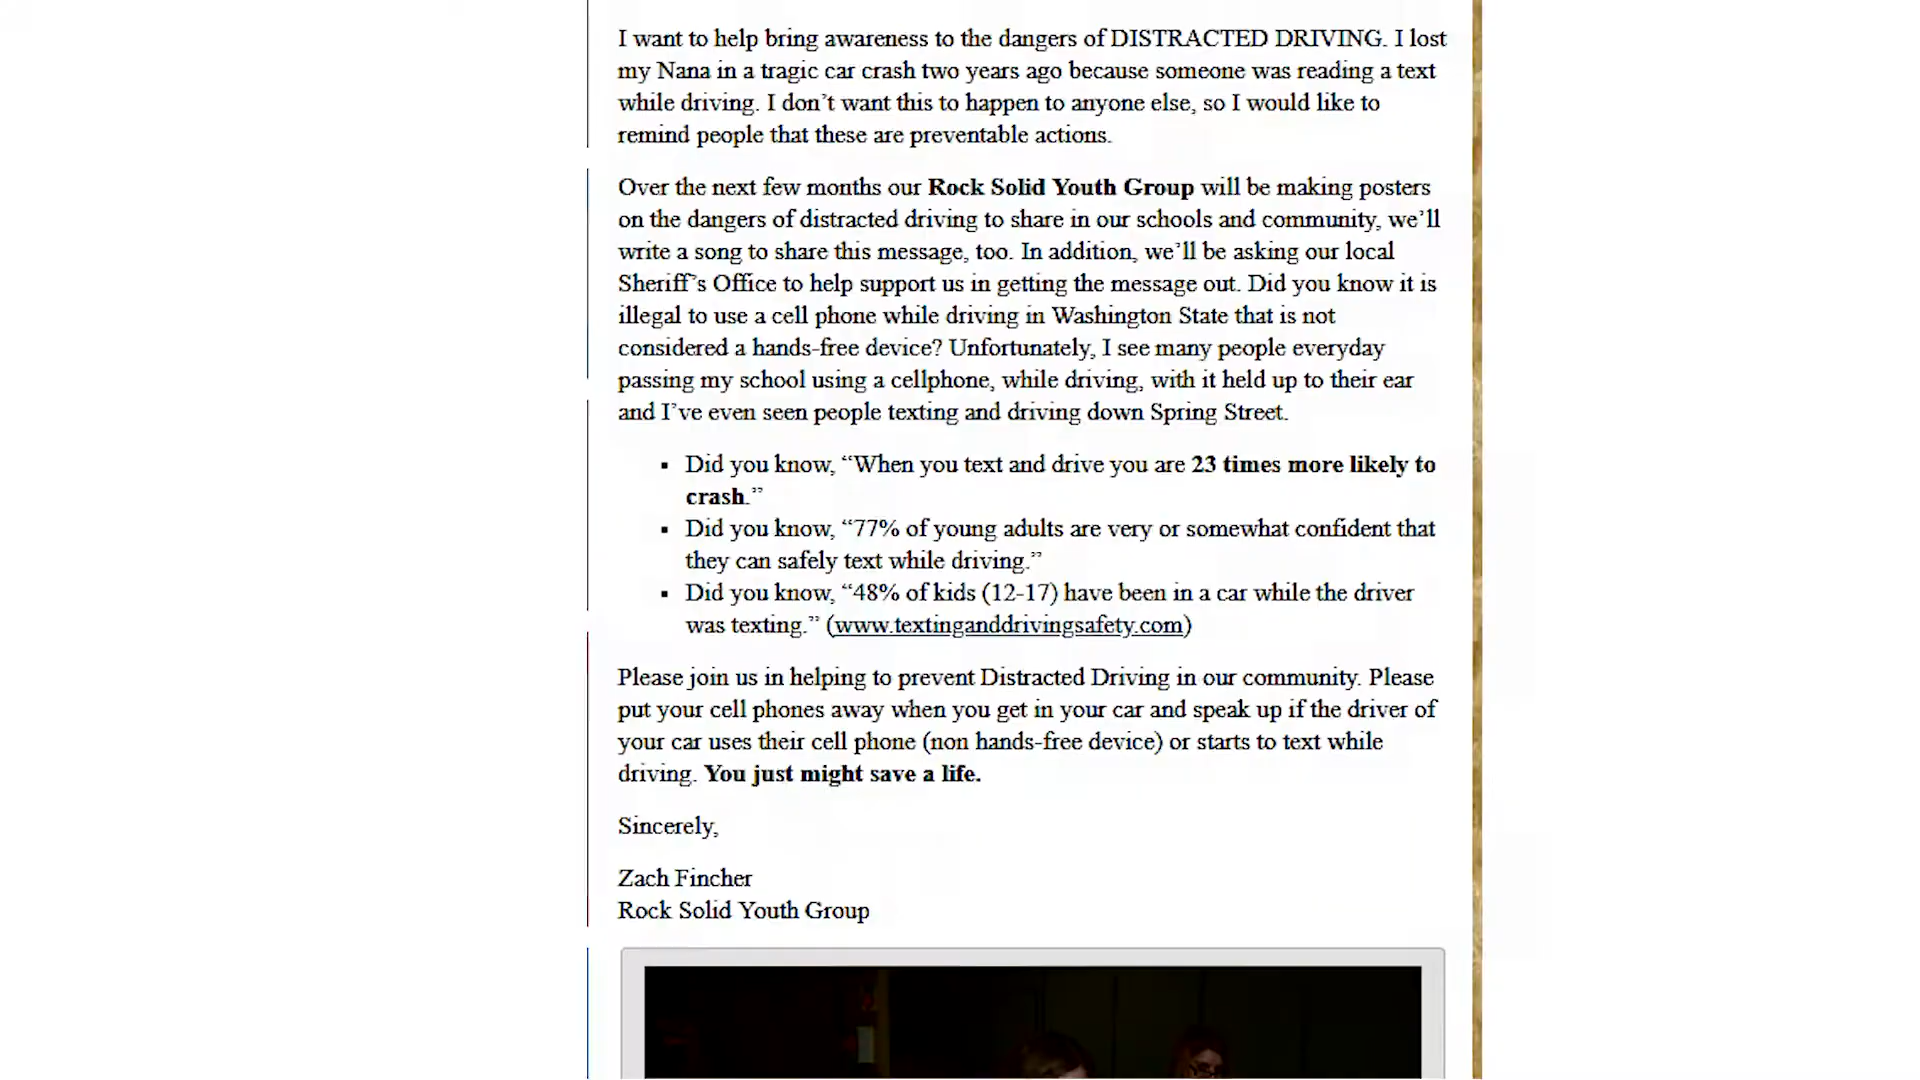 I want to help bring awareness to the dangers of DISTRACTED DRIVING. I lost
my Nana in a tragic car crash two years ago because someone was reading a text
while driving. I don’t want this to happen to anyone else, so I would like to
remind people that these are preventable actions.
Over the next few months our Rock Solid Youth Group will be making posters
on the dangers of distracted driving to share in our schools and community, we’ll
write a song to share this message, too. In addition, we’ll be asking our local
Sheriff’s Office to help support us in getting the message out. Did you know it is
illegal to use a cell phone while driving in Washington State that is not
considered a hands-free device? Unfortunately, I see many people everyday
passing my school using a cellphone, while driving, with it held up to their ear
and I’ve even seen people texting and driving down Spring Street.
▪ Did you know, “When you text and drive you are 23 times more likely to
crash.”
▪ Did you know, “77% of young adults are very or somewhat confident that
they can safely text while driving.”
▪ Did you know, “48% of kids (12-17) have been in a car while the driver
was texting.” (www.textinganddrivingsafety.com)
Please join us in helping to prevent Distracted Driving in our community. Please
put your cell phones away when you get in your car and speak up if the driver of
your car uses their cell phone (non hands-free device) or starts to text while
driving. You just might save a life.
Sincerely,
Zach Fincher
Rock Solid Youth Group